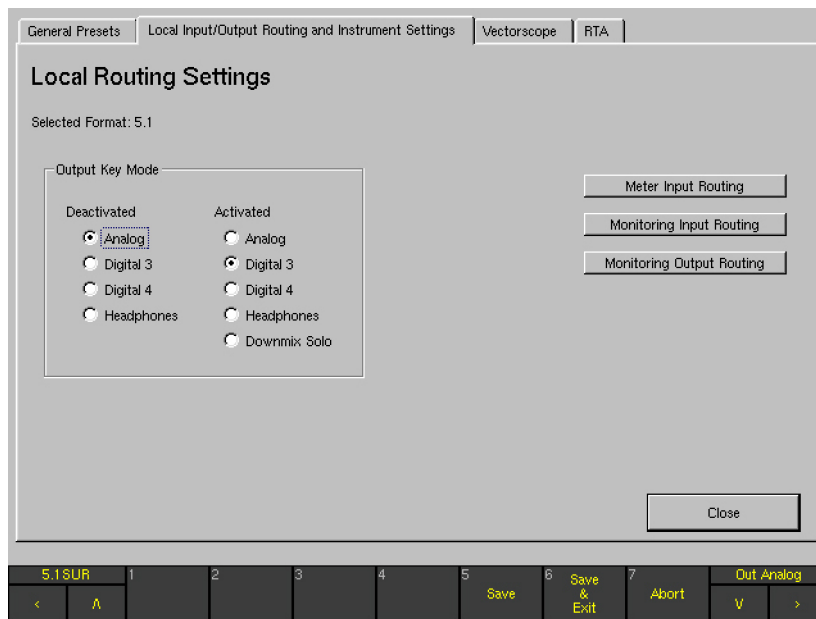 General Presets
Local Input/Output Routing and Instrument Settings
Vectorscope
RTA
Local Routing Settings
Selected Format: 5.1
Output Key Mode
Deactivated
Activated
Analog
Analog
Digital 3
Digital 3
Digital 4
Digital 4
Headphones
Headphones
Downmix Solo
Meter Input Routing
Monitoring Input Routing
Monitoring Output Routing
Close
5.1SUR
<
Λ
1
2
3
4
5
Save
6
Save
&
Exit
7
Abort
Out Analog
V
>